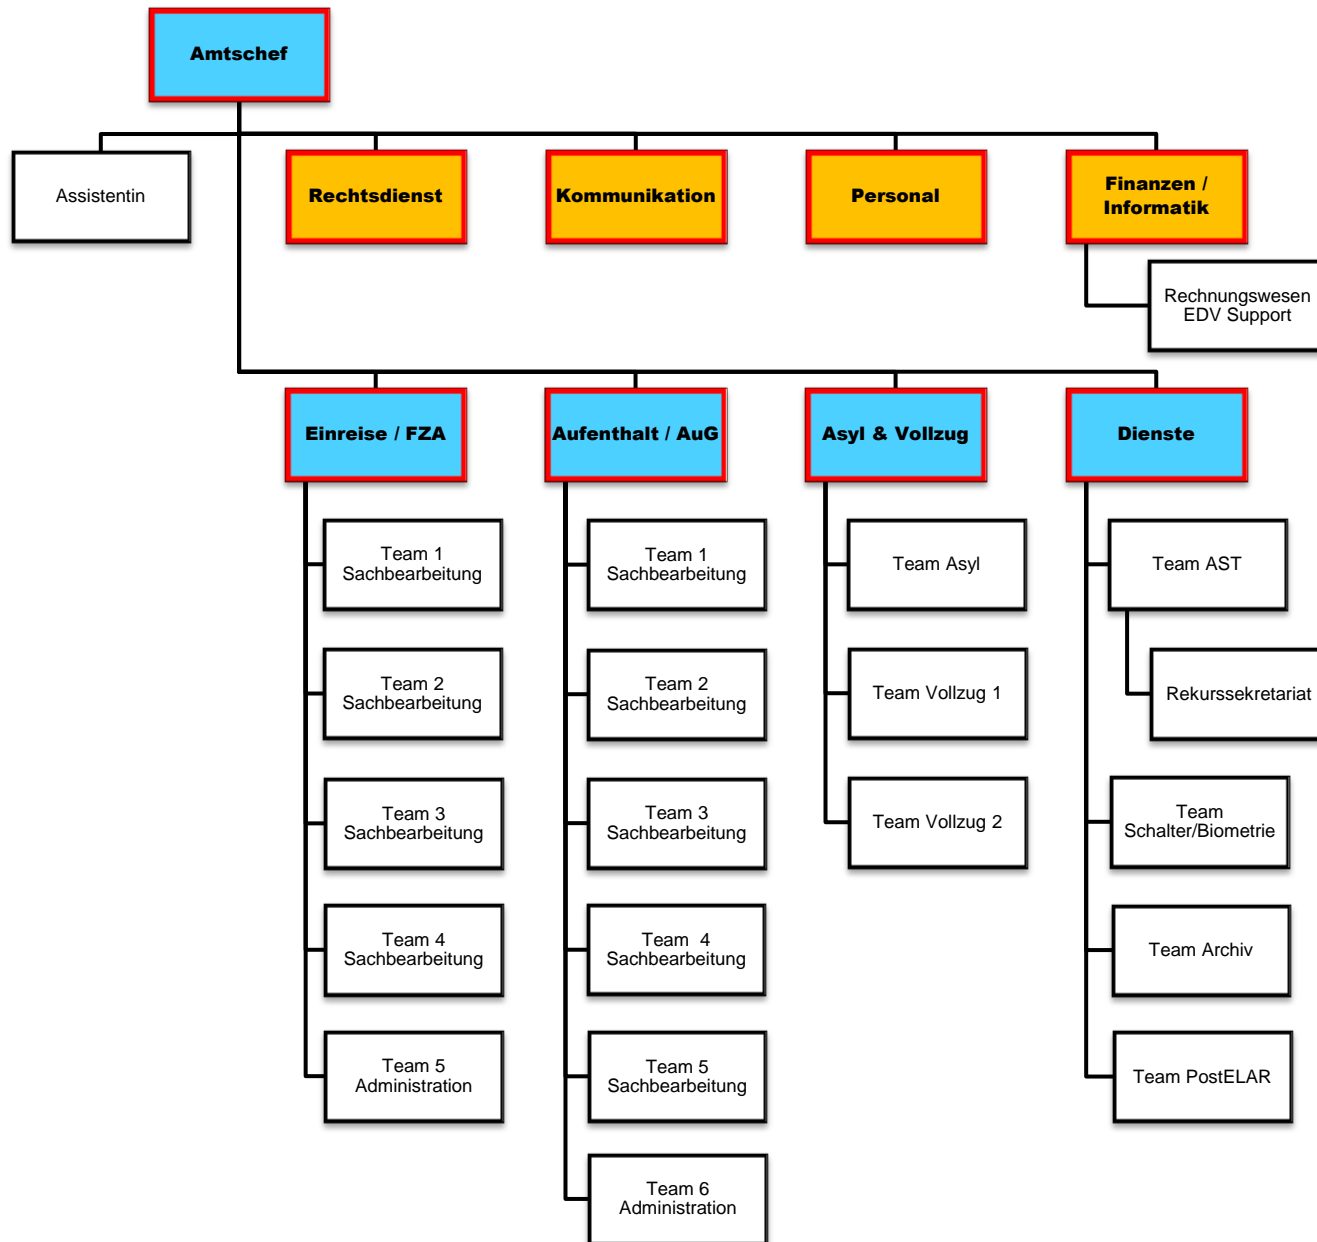 Amtschef
Assistentin
Rechtsdienst
Kommunikation
Personal
Finanzen /
Informatik
Rechnungswesen
EDV Support
Einreise / FZA
Aufenthalt / AuG
Asyl & Vollzug
Dienste
Team 1
Sachbearbeitung
Team 2
Sachbearbeitung
Team 3
Sachbearbeitung
Team 4
Sachbearbeitung
Team 5
Administration
Team 1
Sachbearbeitung
Team 2
Sachbearbeitung
Team 3
Sachbearbeitung
Team  4
Sachbearbeitung
Team 5
Sachbearbeitung
Team 6
Administration
Team Asyl
Team Vollzug 1
Team Vollzug 2
Team AST
Rekurssekretariat
Team
Schalter/Biometrie
Team Archiv
Team PostELAR